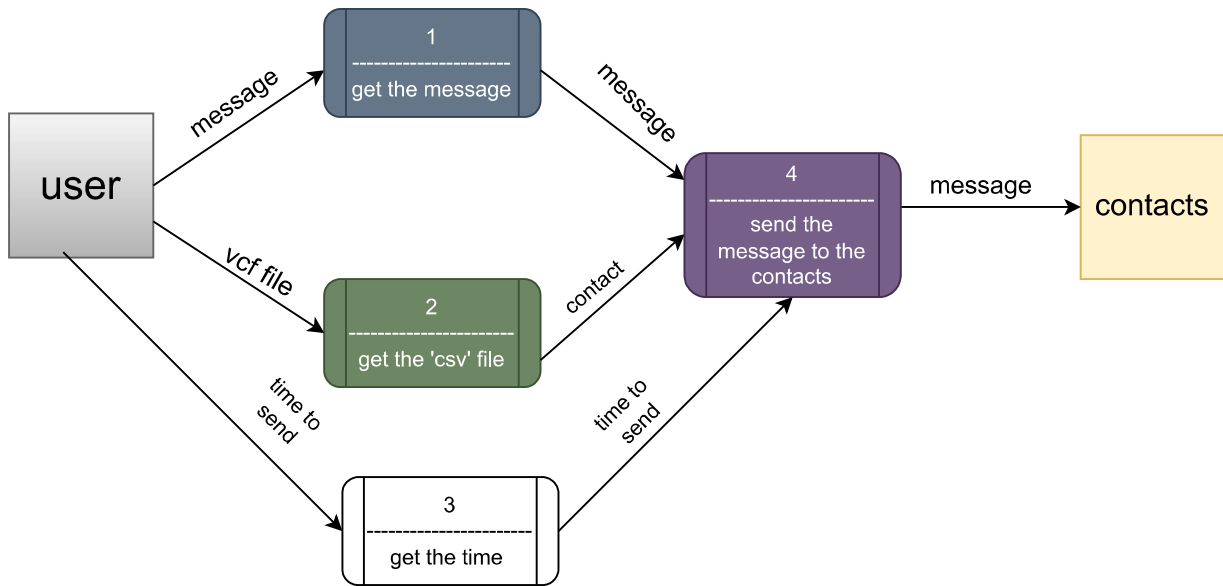 user
message
vcf file
time to
send
1
-----------------------
get the message
2
-----------------------
get the 'csv' file
3
-----------------------
get the time
message
contact
time to
send
4
-----------------------
send the
message to the
contacts
message
contacts